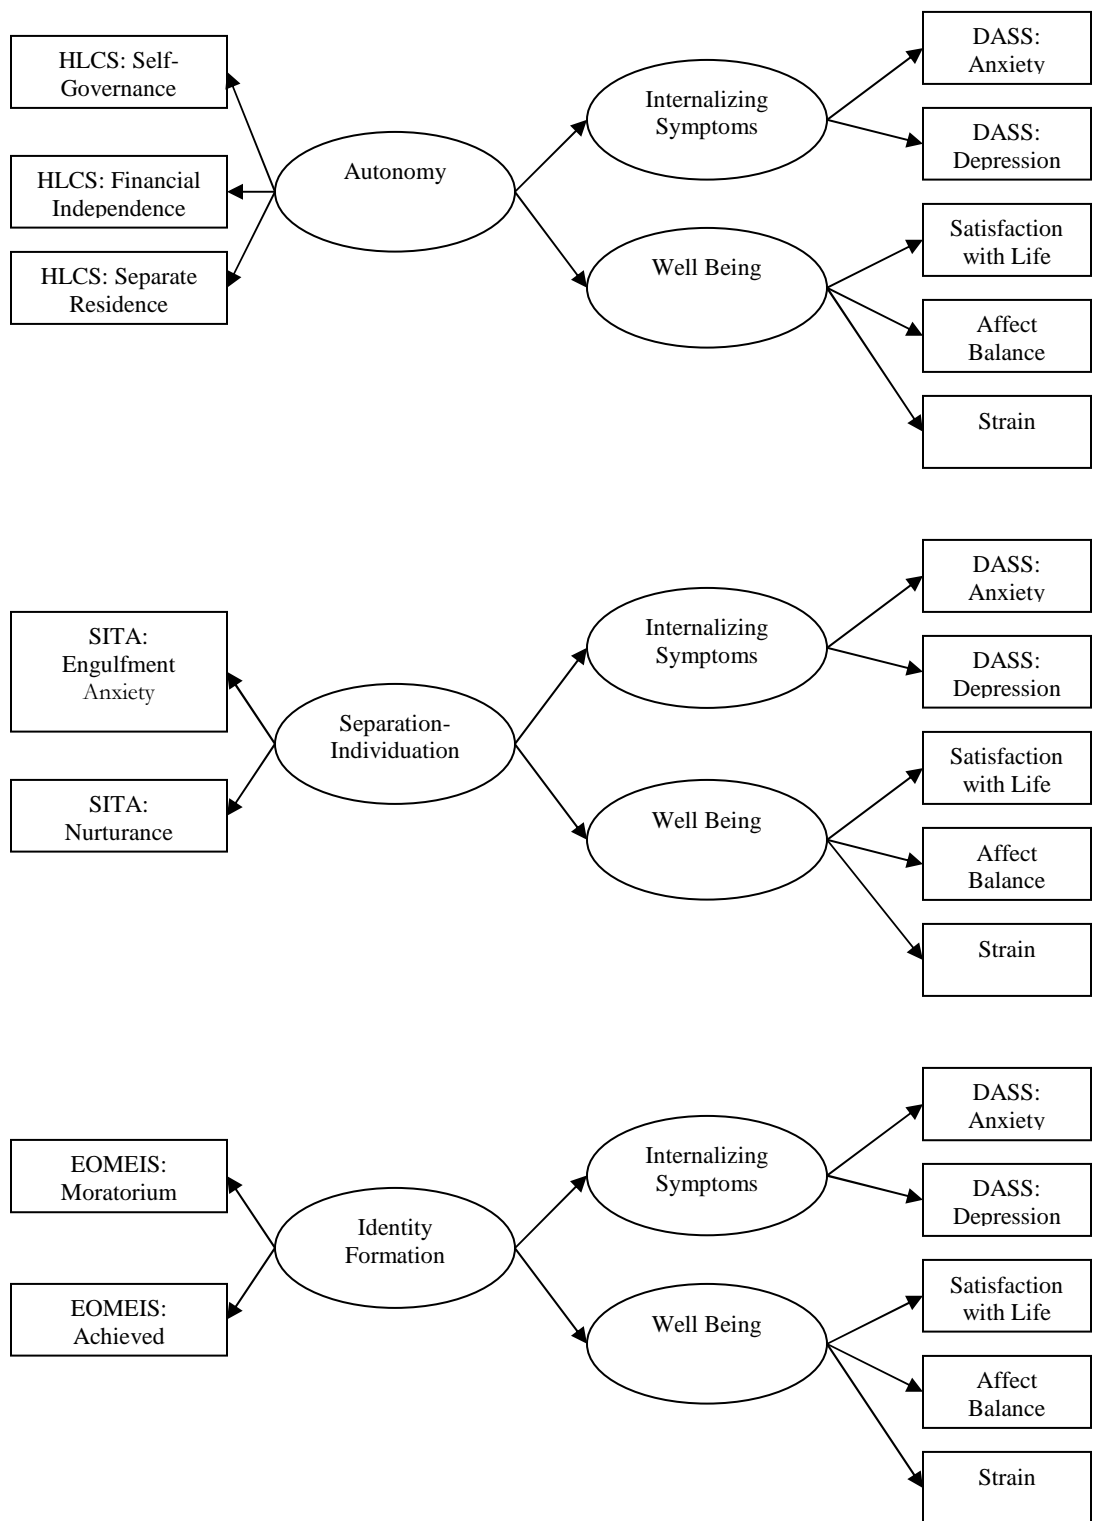 HLCS: Self-
Governance
HLCS: Financial
Independence
HLCS: Separate
Residence
Autonomy
Internalizing
Symptoms
Well Being
DASS:
Anxiety
DASS:
Depression
Satisfaction
with Life
Affect
Balance
Strain
SITA:
Engulfment
Anxiety
SITA:
Nurturance
Separation-
Individuation
Internalizing
Symptoms
Well Being
DASS:
Anxiety
DASS:
Depression
Satisfaction
with Life
Affect
Balance
Strain
EOMEIS:
Moratorium
EOMEIS:
Achieved
Identity
Formation
Internalizing
Symptoms
Well Being
DASS:
Anxiety
DASS:
Depression
Satisfaction
with Life
Affect
Balance
Strain